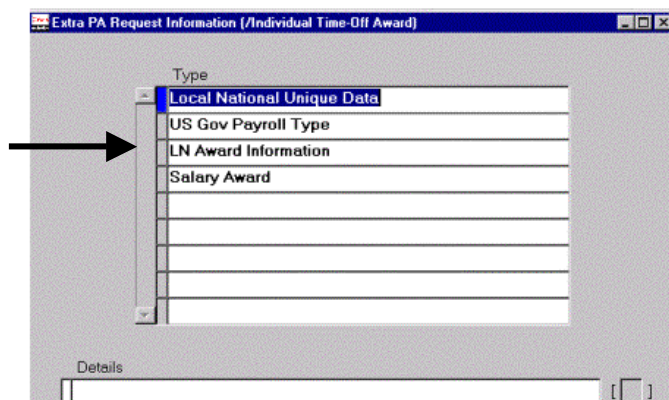 Extra PA Request Information (/Individual Time-Off Award)
Type
Local National Unique Data
US Gov Payroll Type
LN Award Information
Salary Award
Details
[ ]